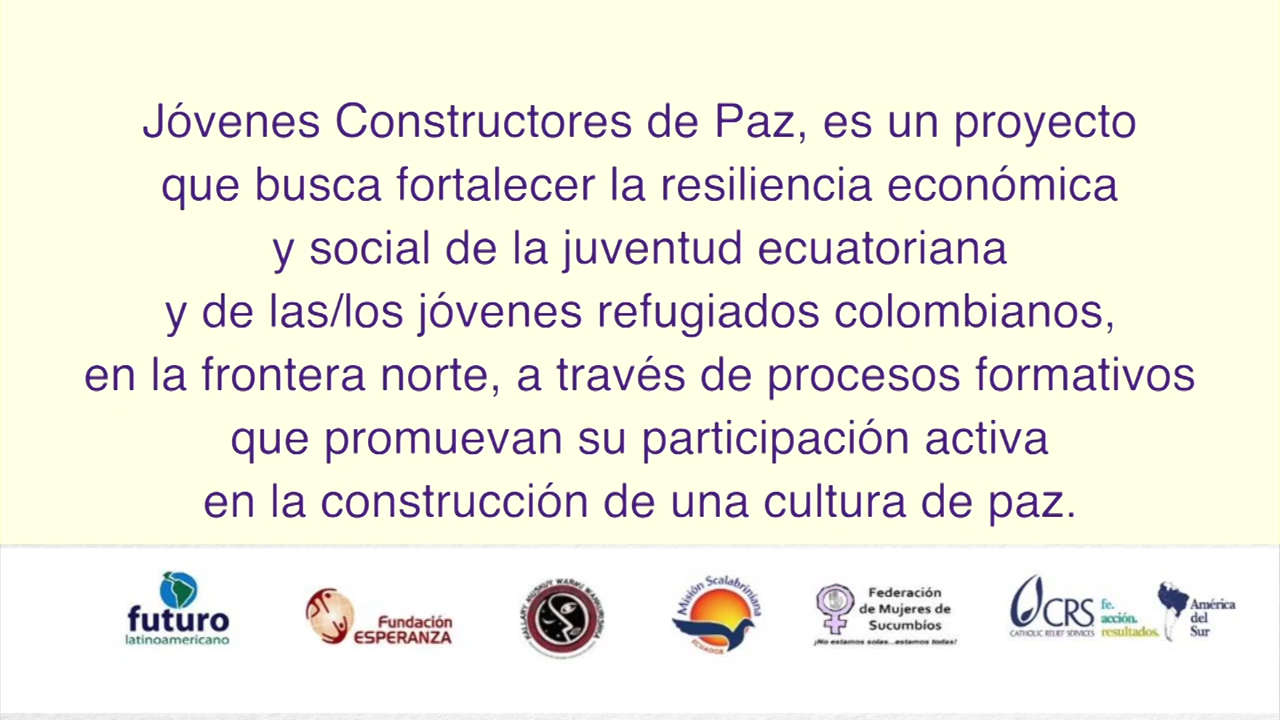 Jóvenes Constructores de Paz, es un proyecto
que busca fortalecer la resiliencia económica
y social de la juventud ecuatoriana
y de las/los jóvenes refugiados colombianos,
en la frontera norte, a través de procesos formativos
que promuevan su participación activa
en la construcción de una cultura de paz.
futuro
latinoamericano
Fundación
ESPERANZA
Misión Scalabriniana
ECUADOR
Federación
de Mujeres de
Sucumbíos
¡No estamos solas...estamos todas!
CRS
CATHOLIC RELIEF SERVICES
fe.
acción.
resultados.
América
del
Sur